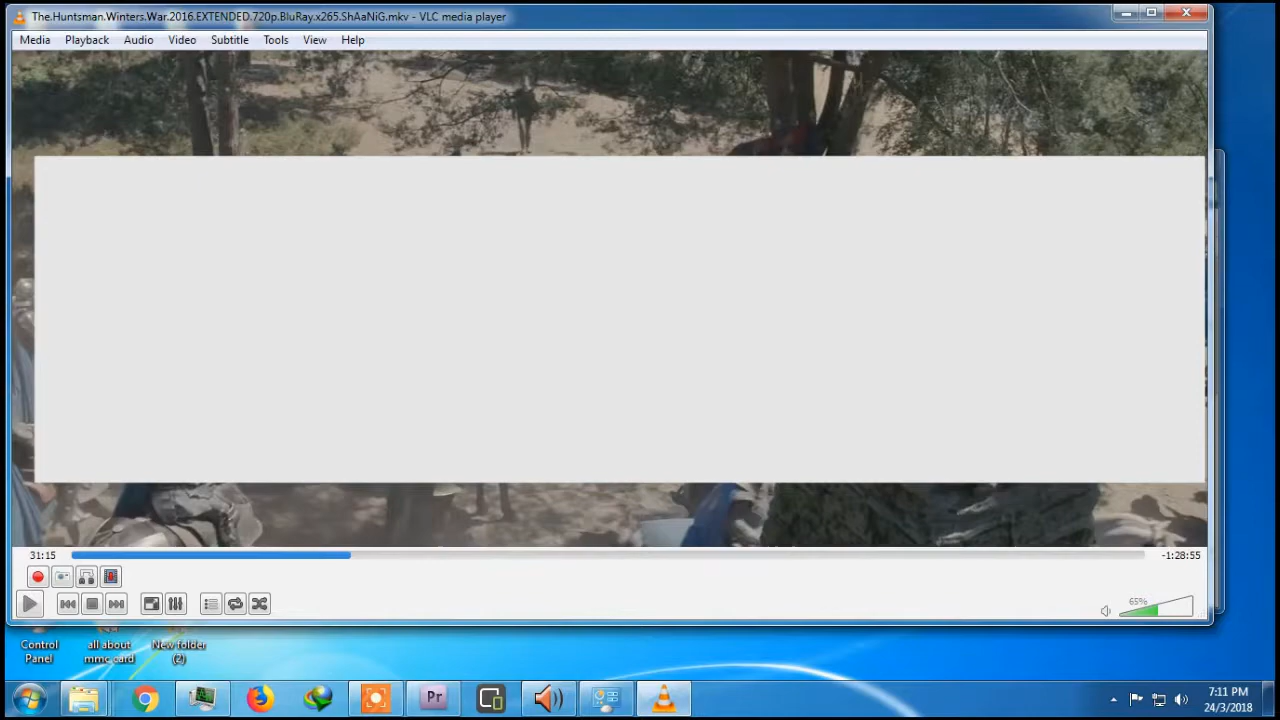 The.Huntsman.Winters.War.2016.EXTENDED.720p.BluRay.x265.ShAaNiG.mkv - VLC media player
Media Playback Audio Video Subtitle Tools View Help
31:15 -1:28:55
65%
Control Panel
all about mmc card
New folder (2)
Pr
7:11 PM
24/3/2018